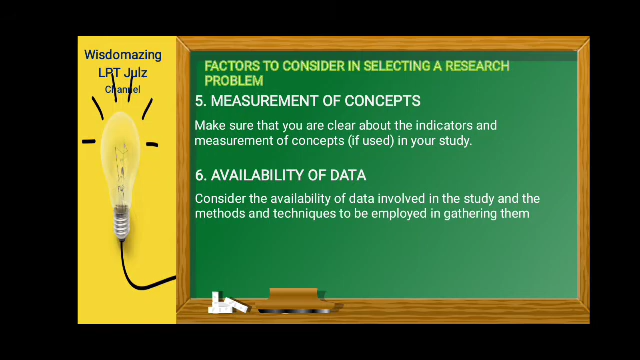 Wisdomazing
LPT Julz
Channel
FACTORS TO CONSIDER IN SELECTING A RESEARCH
PROBLEM
5. MEASUREMENT OF CONCEPTS
Make sure that you are clear about the indicators and
measurement of concepts (if used) in your study.
6. AVAILABILITY OF DATA
Consider the availability of data involved in the study and the
methods and techniques to be employed in gathering them